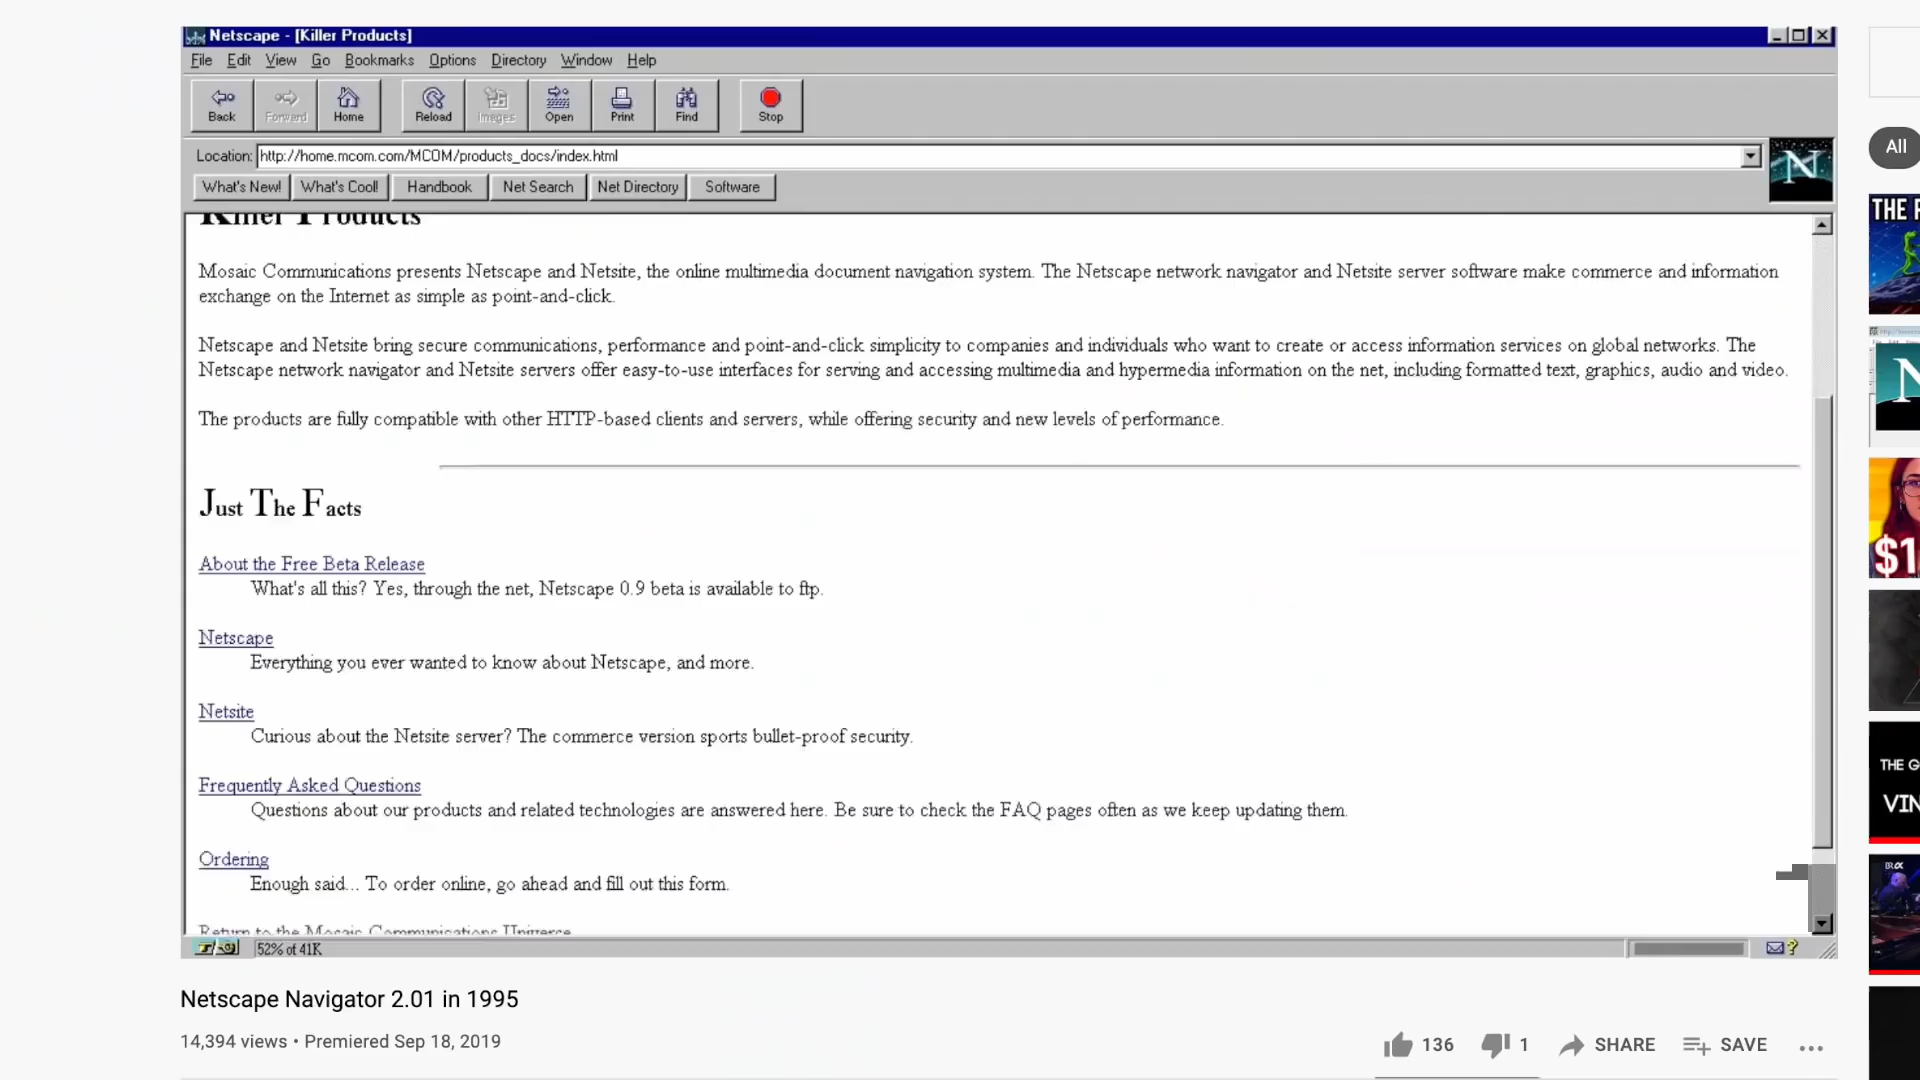 Netscape - [Killer Products]
File Edit View Go Bookmarks Options Directory Window Help
Back Forward Home Reload Images Open Print Find Stop
Location: http://home.mcom.com/MCOM/products_docs/index.html
N
What's New! What's Cool! Handbook Net Search Net Directory Software
Killer Products
Mosaic Communications presents Netscape and Netsite, the online multimedia document navigation system. The Netscape network navigator and Netsite server software make commerce and information
exchange on the Internet as simple as point-and-click.
Netscape and Netsite bring secure communications, performance and point-and-click simplicity to companies and individuals who want to create or access information services on global networks. The
Netscape network navigator and Netsite servers offer easy-to-use interfaces for serving and accessing multimedia and hypermedia information on the net, including formatted text, graphics, audio and video.
The products are fully compatible with other HTTP-based clients and servers, while offering security and new levels of performance.
Just The Facts
About the Free Beta Release
What's all this? Yes, through the net, Netscape 0.9 beta is available to ftp.
Netscape
Everything you ever wanted to know about Netscape, and more.
Netsite
Curious about the Netsite server? The commerce version sports bullet-proof security.
Frequently Asked Questions
Questions about our products and related technologies are answered here. Be sure to check the FAQ pages often as we keep updating them.
Ordering
Enough said... To order online, go ahead and fill out this form.
Return to the Mosaic Communications Universe
52% of 41K
Netscape Navigator 2.01 in 1995
14,394 views • Premiered Sep 18, 2019
136 1 SHARE SAVE
All
THE
N
$1
THE
VIN